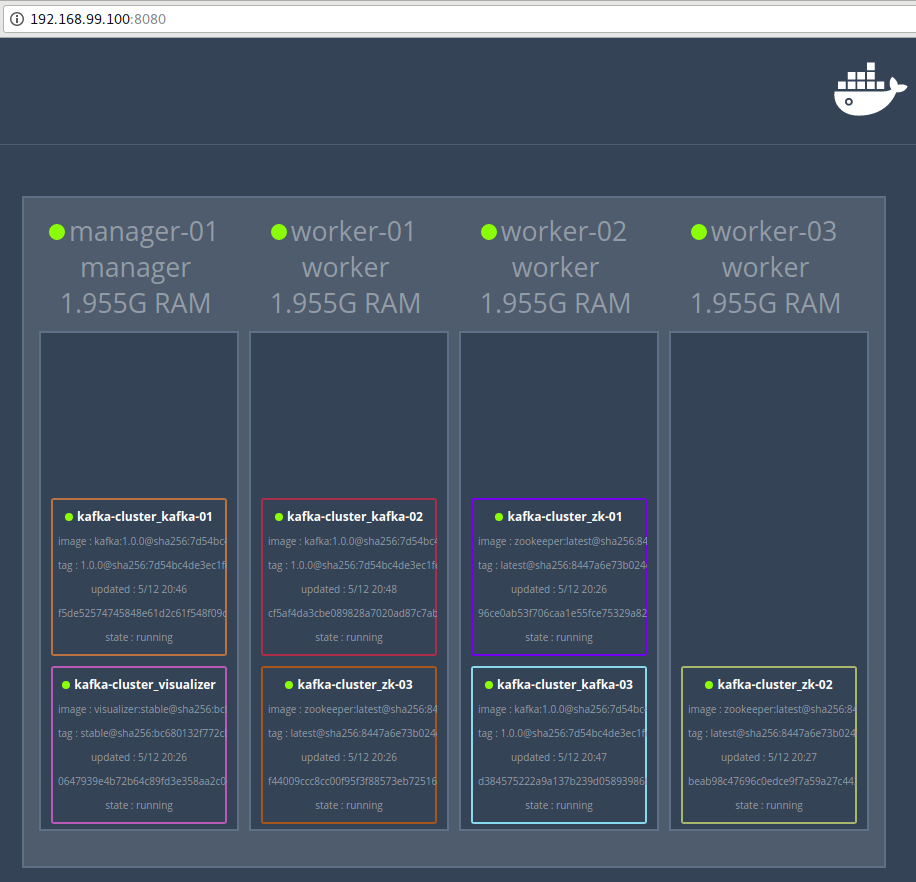 192.168.99.100:8080
manager-01
manager
1.955G RAM
kafka-cluster_kafka-01
image : kafka:1.0.0@sha256:7d54bc4
tag : 1.0.0@sha256:7d54bc4de3ec1f
updated : 5/12 20:46
f5de52574745848e61d2c61f548f09c
state : running
kafka-cluster_visualizer
image : visualizer:stable@sha256:bc
tag : stable@sha256:bc680132f772c
updated : 5/12 20:26
0647939e4b72b64c89fd3e358aa2c0
state : running
worker-01
worker
1.955G RAM
kafka-cluster_kafka-02
image : kafka:1.0.0@sha256:7d54bc4
tag : 1.0.0@sha256:7d54bc4de3ec1f
updated : 5/12 20:48
cf5af4da3cbe089828a7020ad87c7ab
state : running
kafka-cluster_zk-03
image : zookeeper:latest@sha256:84
tag : latest@sha256:8447a6e73b024
updated : 5/12 20:26
f44009ccc8cc00f95f3f88573eb72516
state : running
worker-02
worker
1.955G RAM
kafka-cluster_zk-01
image : zookeeper:latest@sha256:84
tag : latest@sha256:8447a6e73b024
updated : 5/12 20:26
96ce0ab53f706caa1e55fce75329a82
state : running
kafka-cluster_kafka-03
image : kafka:1.0.0@sha256:7d54bc
tag : 1.0.0@sha256:7d54bc4de3ec1f
updated : 5/12 20:47
d384575222a9a137b239d05893986
state : running
worker-03
worker
1.955G RAM
kafka-cluster_zk-02
image : zookeeper:latest@sha256:84
tag : latest@sha256:8447a6e73b024
updated : 5/12 20:27
beab98c47696c0edce9f7a59a27c44
state : running